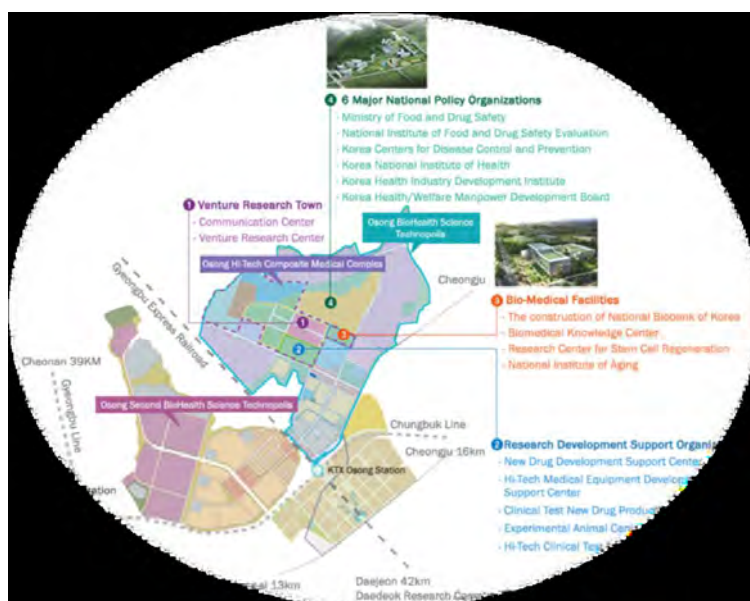 4 6 Major National Policy Organizations
- Ministry of Food and Drug Safety
- National Institute of Food and Drug Safety Evaluation
- Korea Centers for Disease Control and Prevention
- Korea National Institute of Health
- Korea Health Industry Development Institute
- Korea Health/Welfare Manpower Development Board
1 Venture Research Town
- Communication Center
- Venture Research Center
Osong BioHealth Science
Technopolis
Osong Hi-Tech Composite Medical Complex
Cheongju
Gyeongbu Express Railroad
4
1
3
2
3 Bio-Medical Facilities
- The construction of National Biobank of Korea
- Biomedical Knowledge Center
- Research Center for Stem Cell Regeneration
- National Institute of Aging
Cheonan 39KM
Gyeongbu Line
Osong Second BioHealth Science Technopolis
Chungbuk Line
Cheongju 16km
KTX Osong Station
2 Research Development Support
- New Drug Development Support Center
- Hi-Tech Medical Equipment
Support Center
- Clinical Test New Drug
- Experimental Animal
- Hi-Tech Clinical Test
13km
Daejeon 42km
Daedeok Research